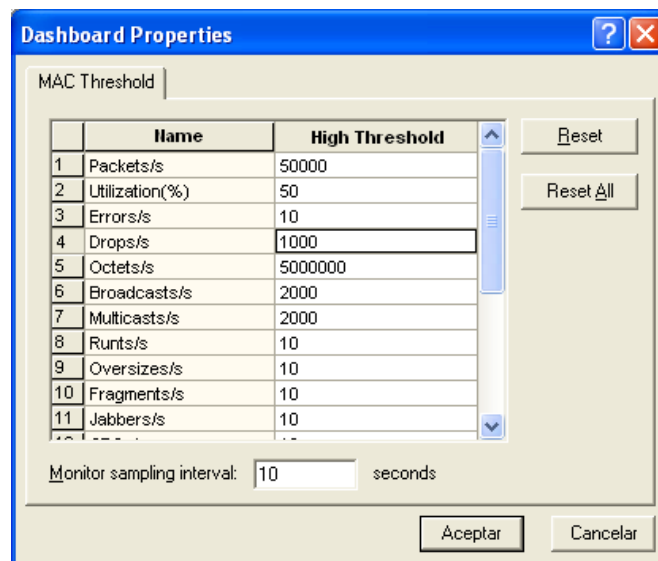 Dashboard Properties
MAC Threshold
Name High Threshold
1 Packets/s 50000
2 Utilization(%) 50
3 Errors/s 10
4 Drops/s 1000
5 Octets/s 5000000
6 Broadcasts/s 2000
7 Multicasts/s 2000
8 Runts/s 10
9 Oversizes/s 10
10 Fragments/s 10
11 Jabbers/s 10
Reset
Reset All
Monitor sampling interval: 10 seconds
Aceptar Cancelar